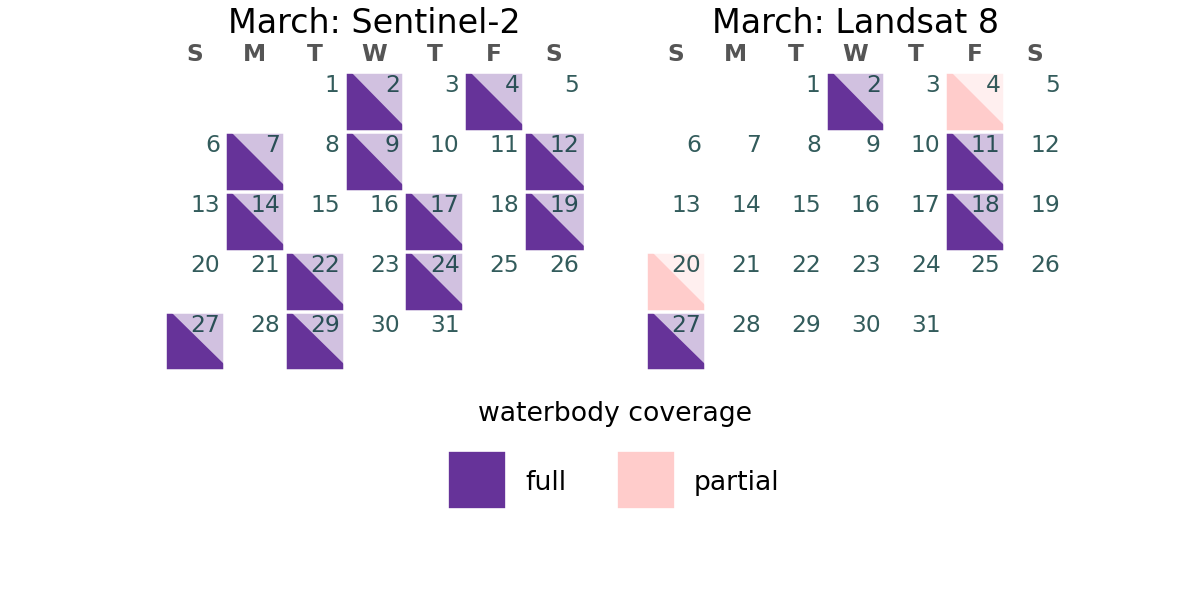 March: Sentinel-2
S M T W T F S
1 2 3 4 5
6 7 8 9 10 11 12
13 14 15 16 17 18 19
20 21 22 23 24 25 26
27 28 29 30 31
March: Landsat 8
S M T W T F S
1 2 3 4 5
6 7 8 9 10 11 12
13 14 15 16 17 18 19
20 21 22 23 24 25 26
27 28 29 30 31
waterbody coverage
full
partial